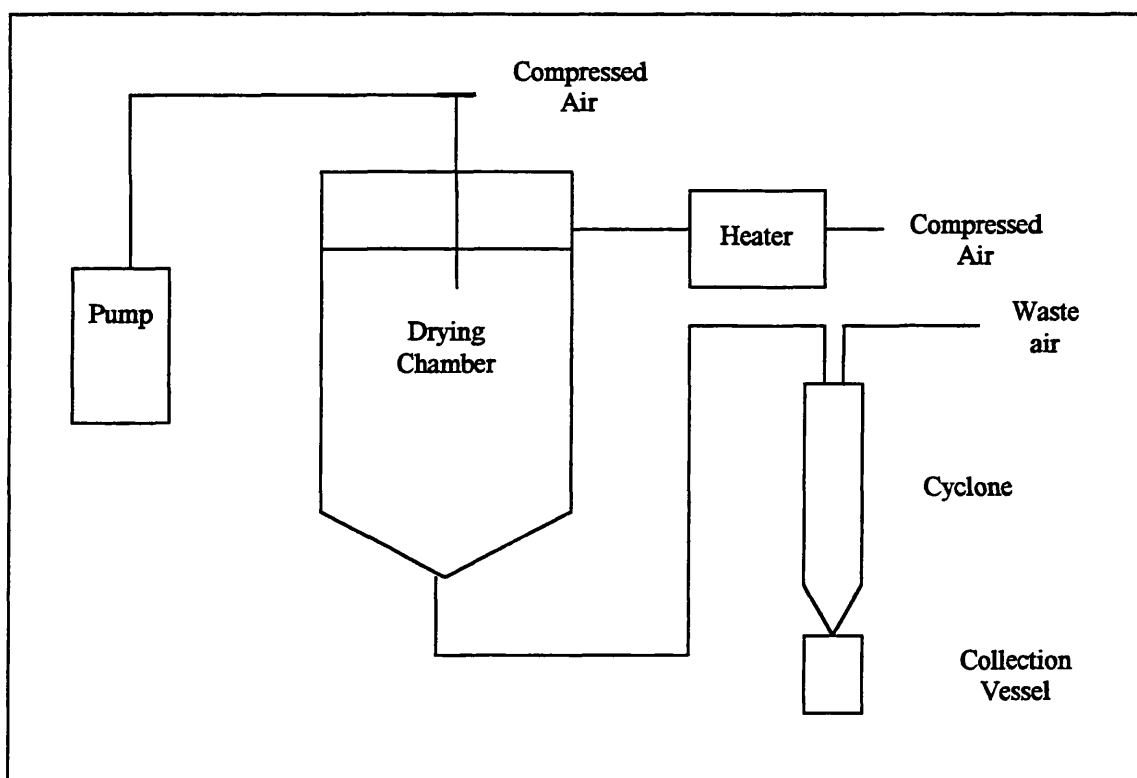 Compressed
Air
Heater
Compressed
Air
Pump
Drying
Chamber
Waste
air
Cyclone
Collection
Vessel